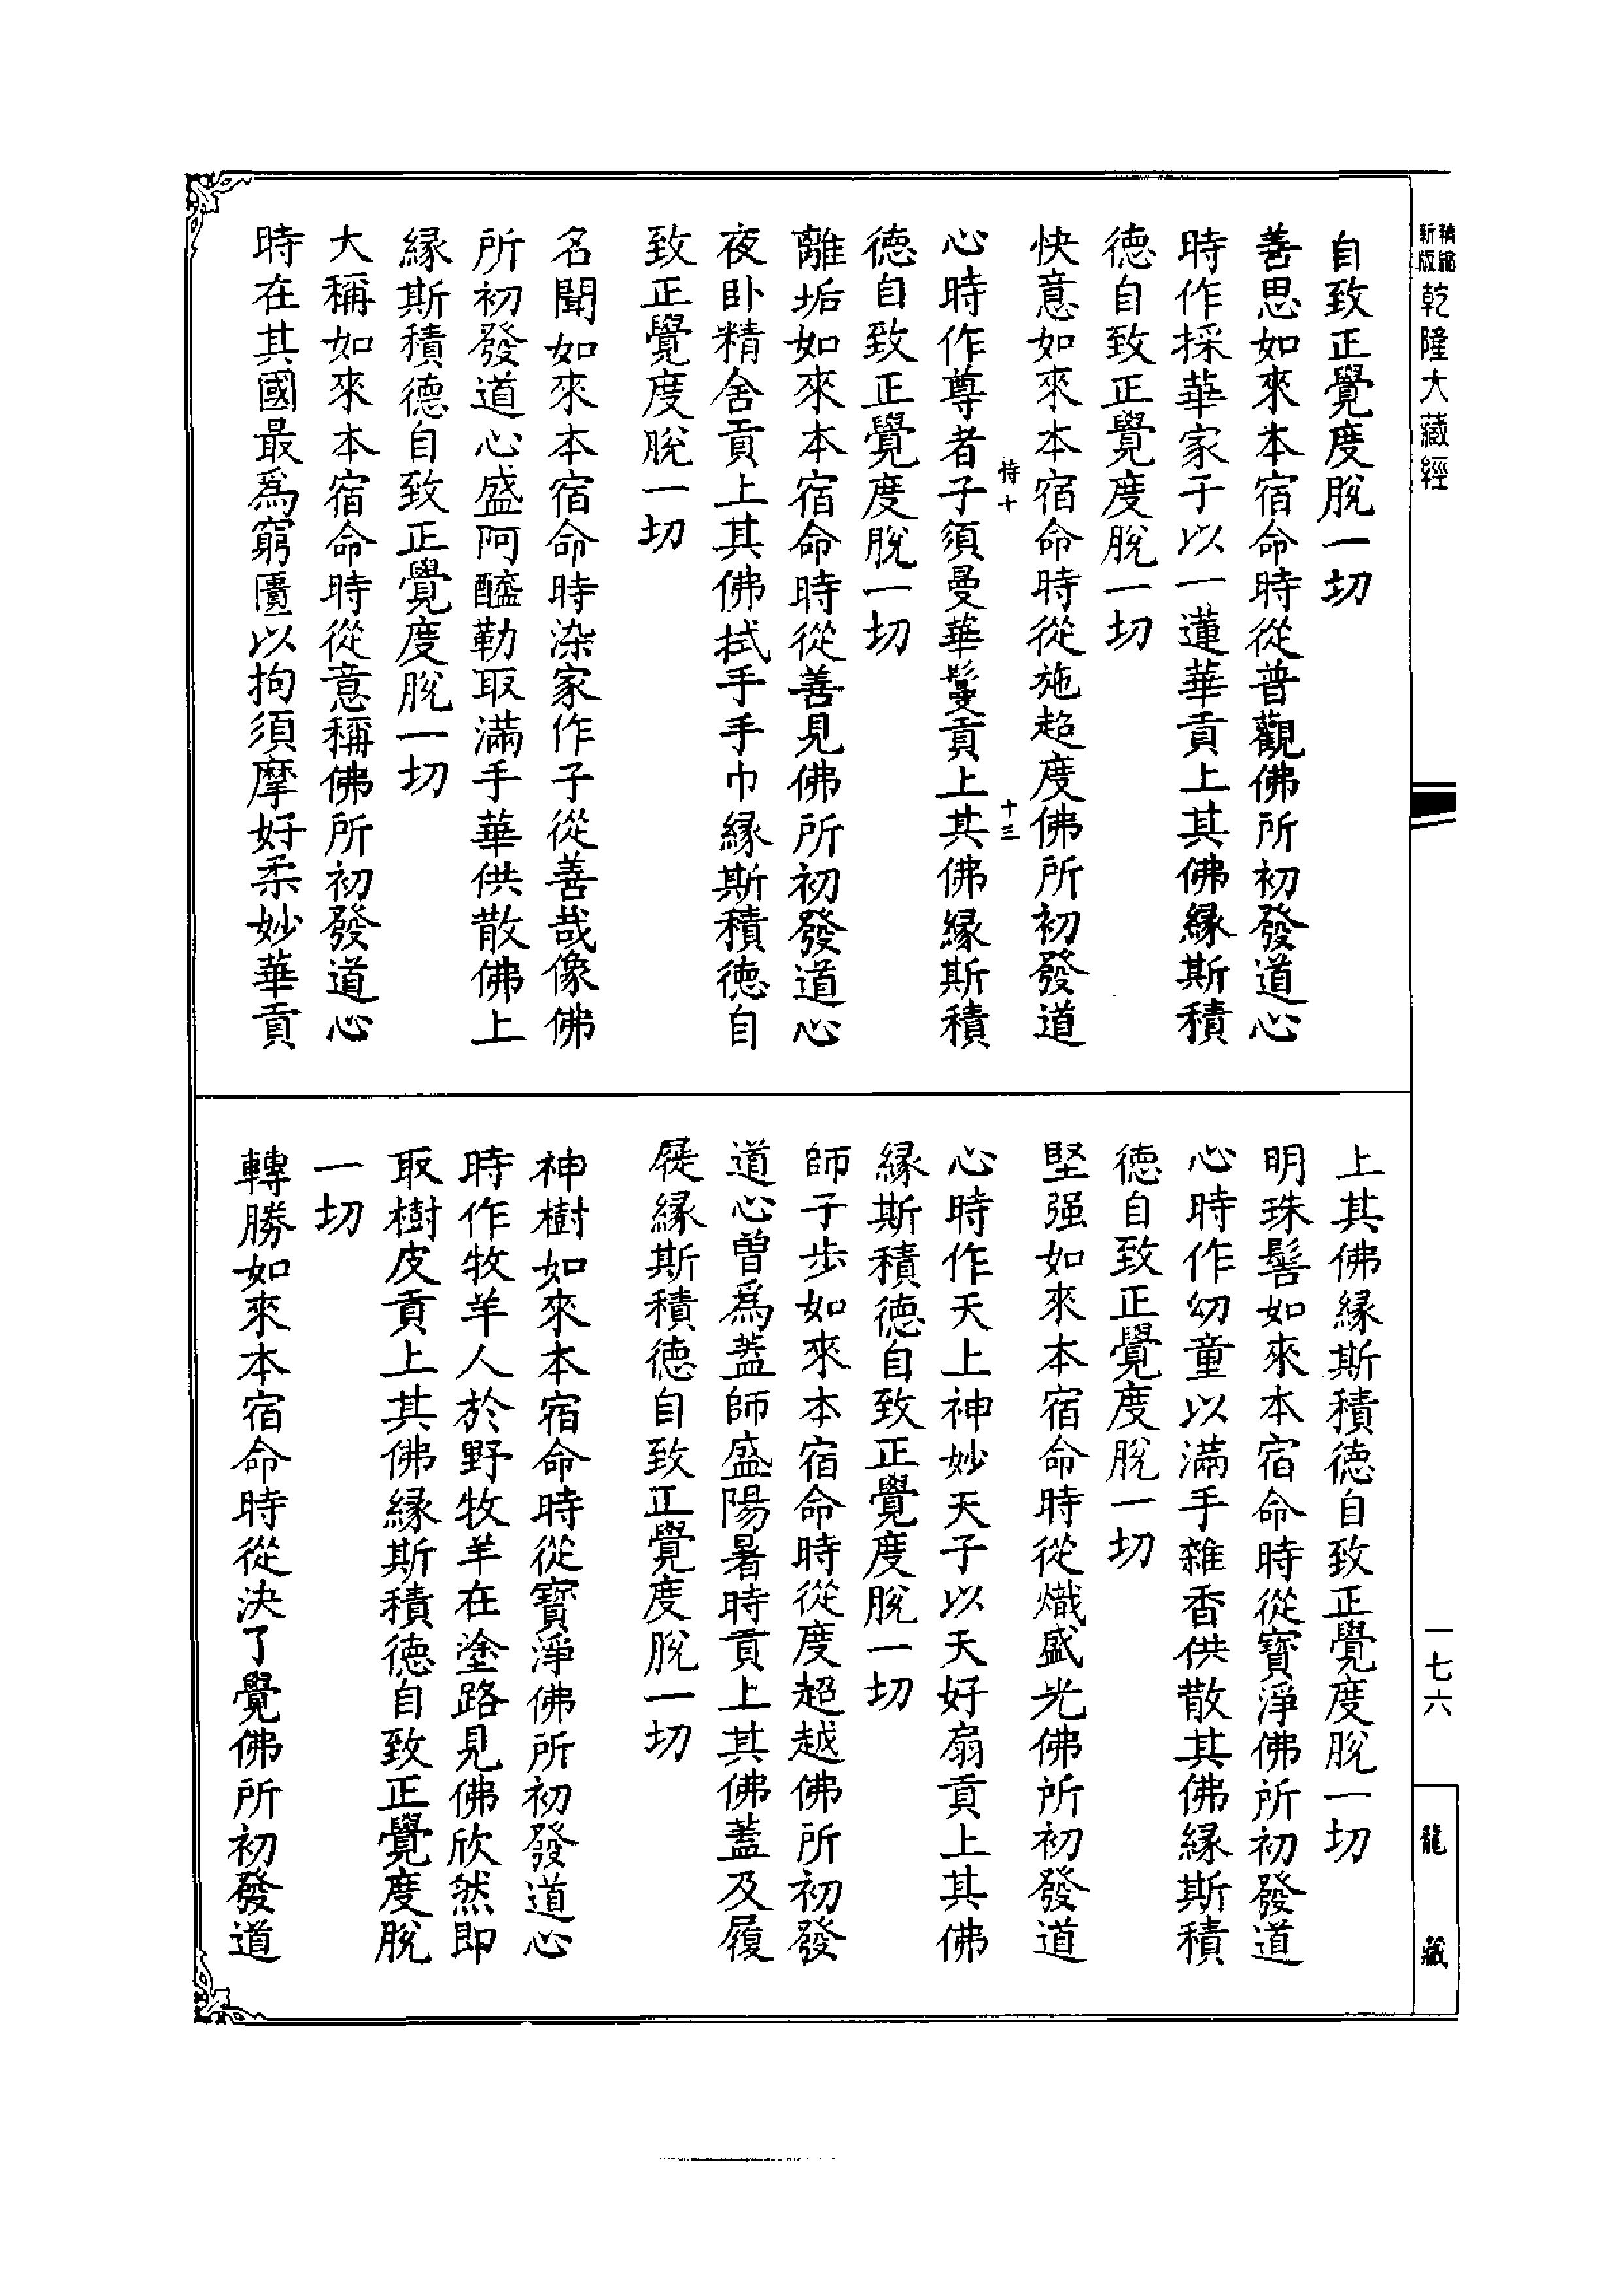 新版精縮乾隆大藏經
自致正覺度脫一切
善思如來本宿命時從普觀佛所初發道心
時作採華家子以一蓮華貢上其佛緣斯積
德自致正覺度脫一切
快意如來本宿命時從施超度佛所初發道
心時作尊者子須曼華鬘貢上其佛緣斯積
德自致正覺度脫一切
離垢如來本宿命時從善見佛所初發道心
夜卧精舍貢上其佛拭手手巾緣斯積德自
致正覺度脫一切
名聞如來本宿命時染家作子從善哉像佛
所初發道心盛阿醯勒取滿手華供散佛上
緣斯積德自致正覺度脫一切
大稱如來本宿命時從意稱佛所初發道心
時在其國最爲窮匱以拘須摩好柔妙華貢
十三
上其佛緣斯積德自致正覺度脫一切
明珠髻如來本宿命時從寶淨佛所初發道
心時作幼童以滿手雜香供散其佛緣斯積
德自致正覺度脫一切
堅强如來本宿命時從熾盛光佛所初發道
心時作天上神妙天子以天好扇貢上其佛
緣斯積德自致正覺度脫一切
師子步如來本宿命時從度超越佛所初發
道心曾爲蓋師盛陽暑時貢上其佛蓋及履
屣緣斯積德自致正覺度脫一切
神樹如來本宿命時從寶淨佛所初發道心
時作牧羊人於野牧羊在塗路見佛欣然即
取樹皮貢上其佛緣斯積德自致正覺度脫
一切
轉勝如來本宿命時從決了覺佛所初發道
一七六
龍藏